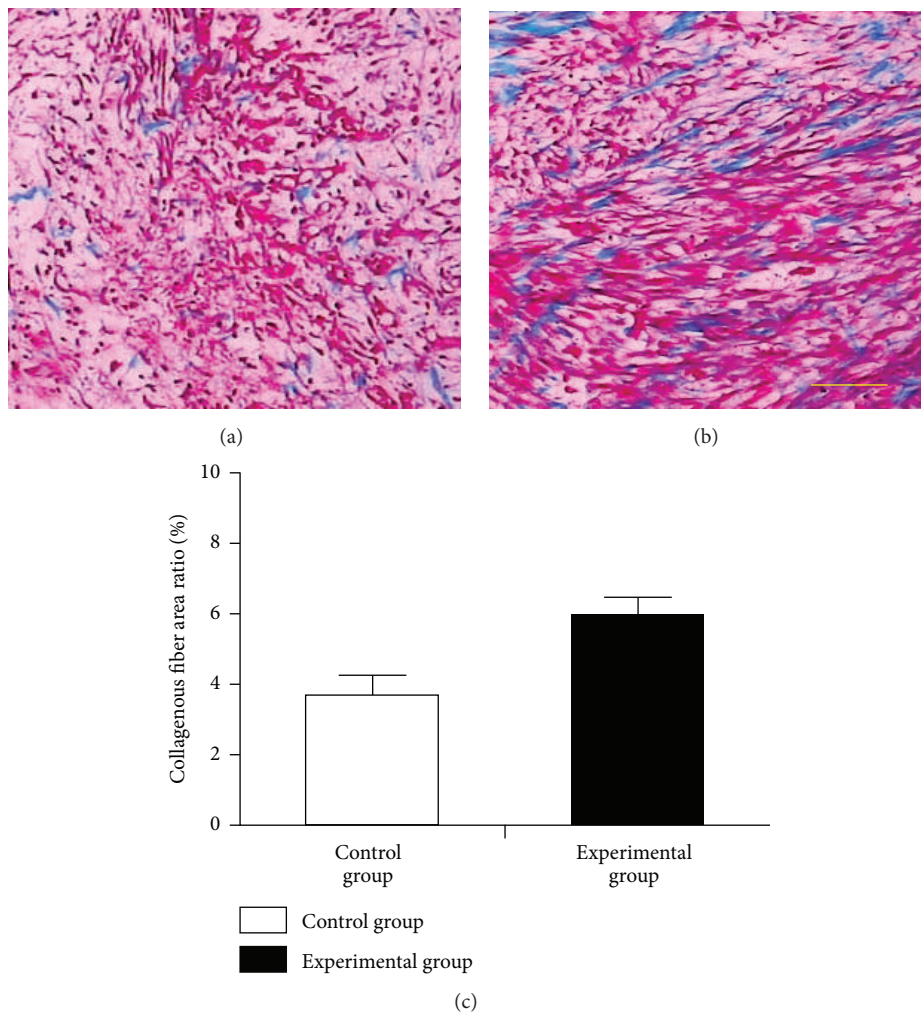 (a)
(b)
Collagenous fiber area ratio (%)
10
8
6
4
2
0
Control
group
Experimental
group
Control group
Experimental group
(c)